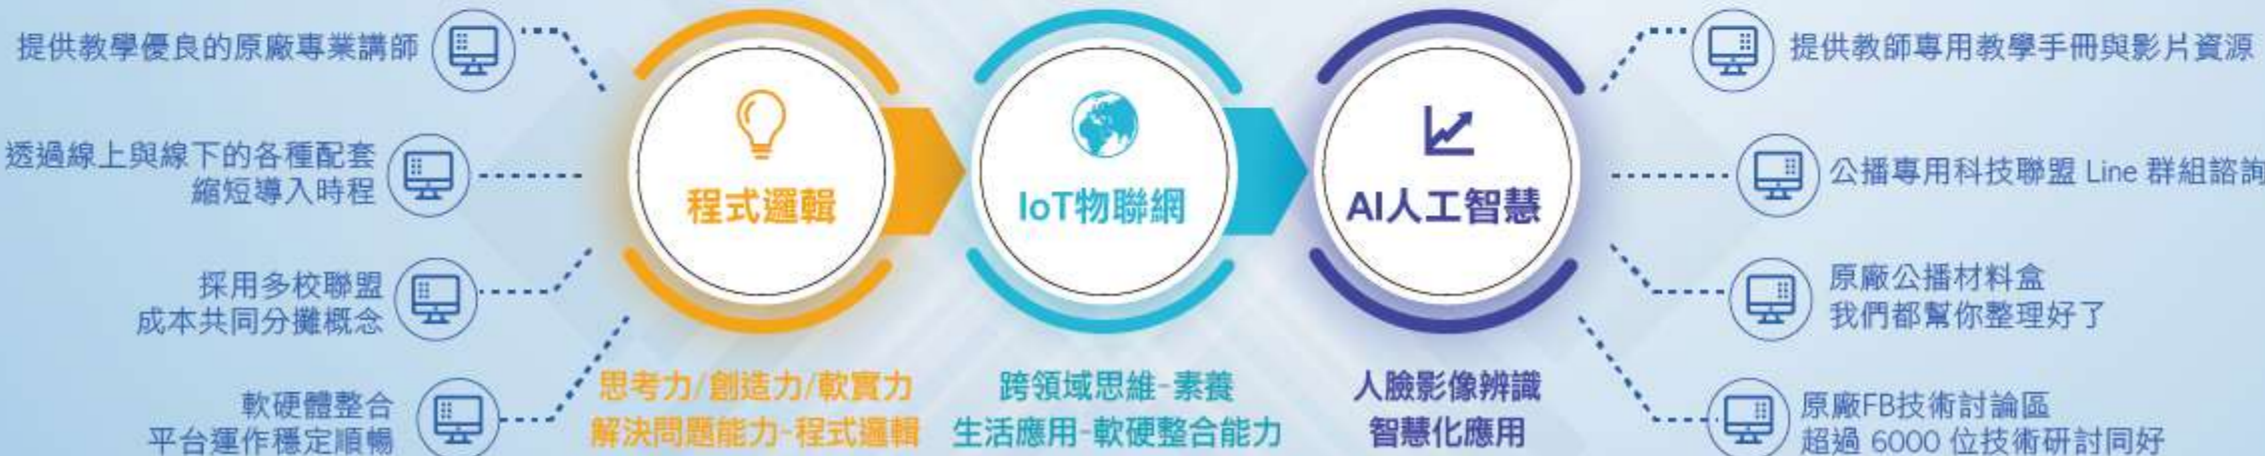 提供教學優良的原廠專業講師
透過線上與線下的各種配套
縮短導入時程
採用多校聯盟
成本共同分攤概念
軟硬體整合
平台運作穩定順暢
程式邏輯
思考力/創造力/軟實力
解決問題能力-程式邏輯
IoT物聯網
跨領域思維-素養
生活應用-軟硬整合能力
AI人工智慧
人臉影像辨識
智慧化應用
提供教師專用教學手冊與影片資源
公播專用科技聯盟 Line 群組諮詢
原廠公播材料盒
我們都幫你整理好了
原廠FB技術討論區
超過 6000 位技術研討同好